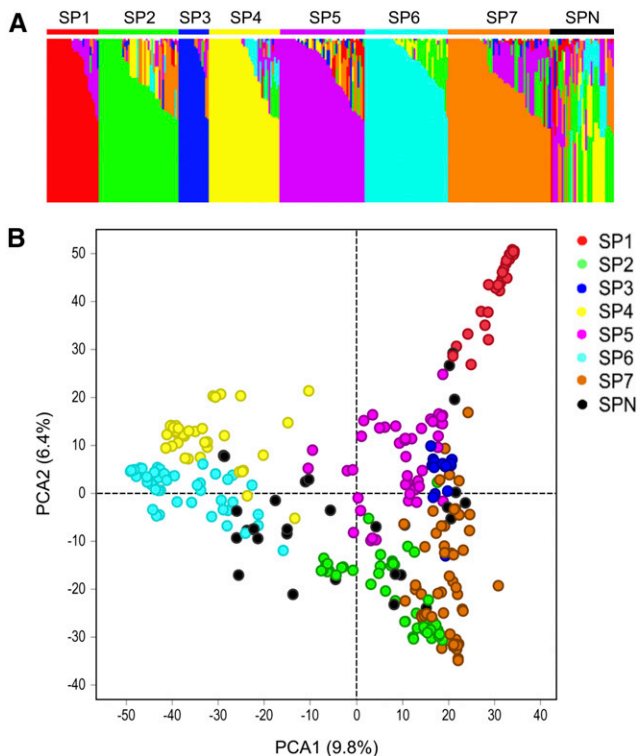 A
SP1 SP2 SP3 SP4 SP5 SP6 SP7 SPN
B
50
40
30
20
10
0
-10
-20
-30
-40
PCA2 (6.4%)
-50 -40 -30 -20 -10 0 10 20 30 40
PCA1 (9.8%)
SP1
SP2
SP3
SP4
SP5
SP6
SP7
SPN